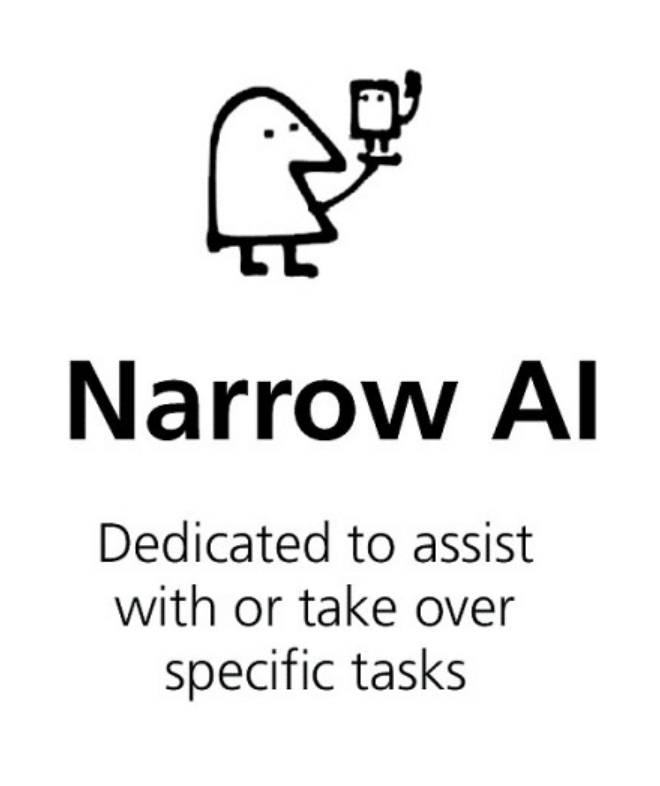 Narrow AI
Dedicated to assist
with or take over
specific tasks